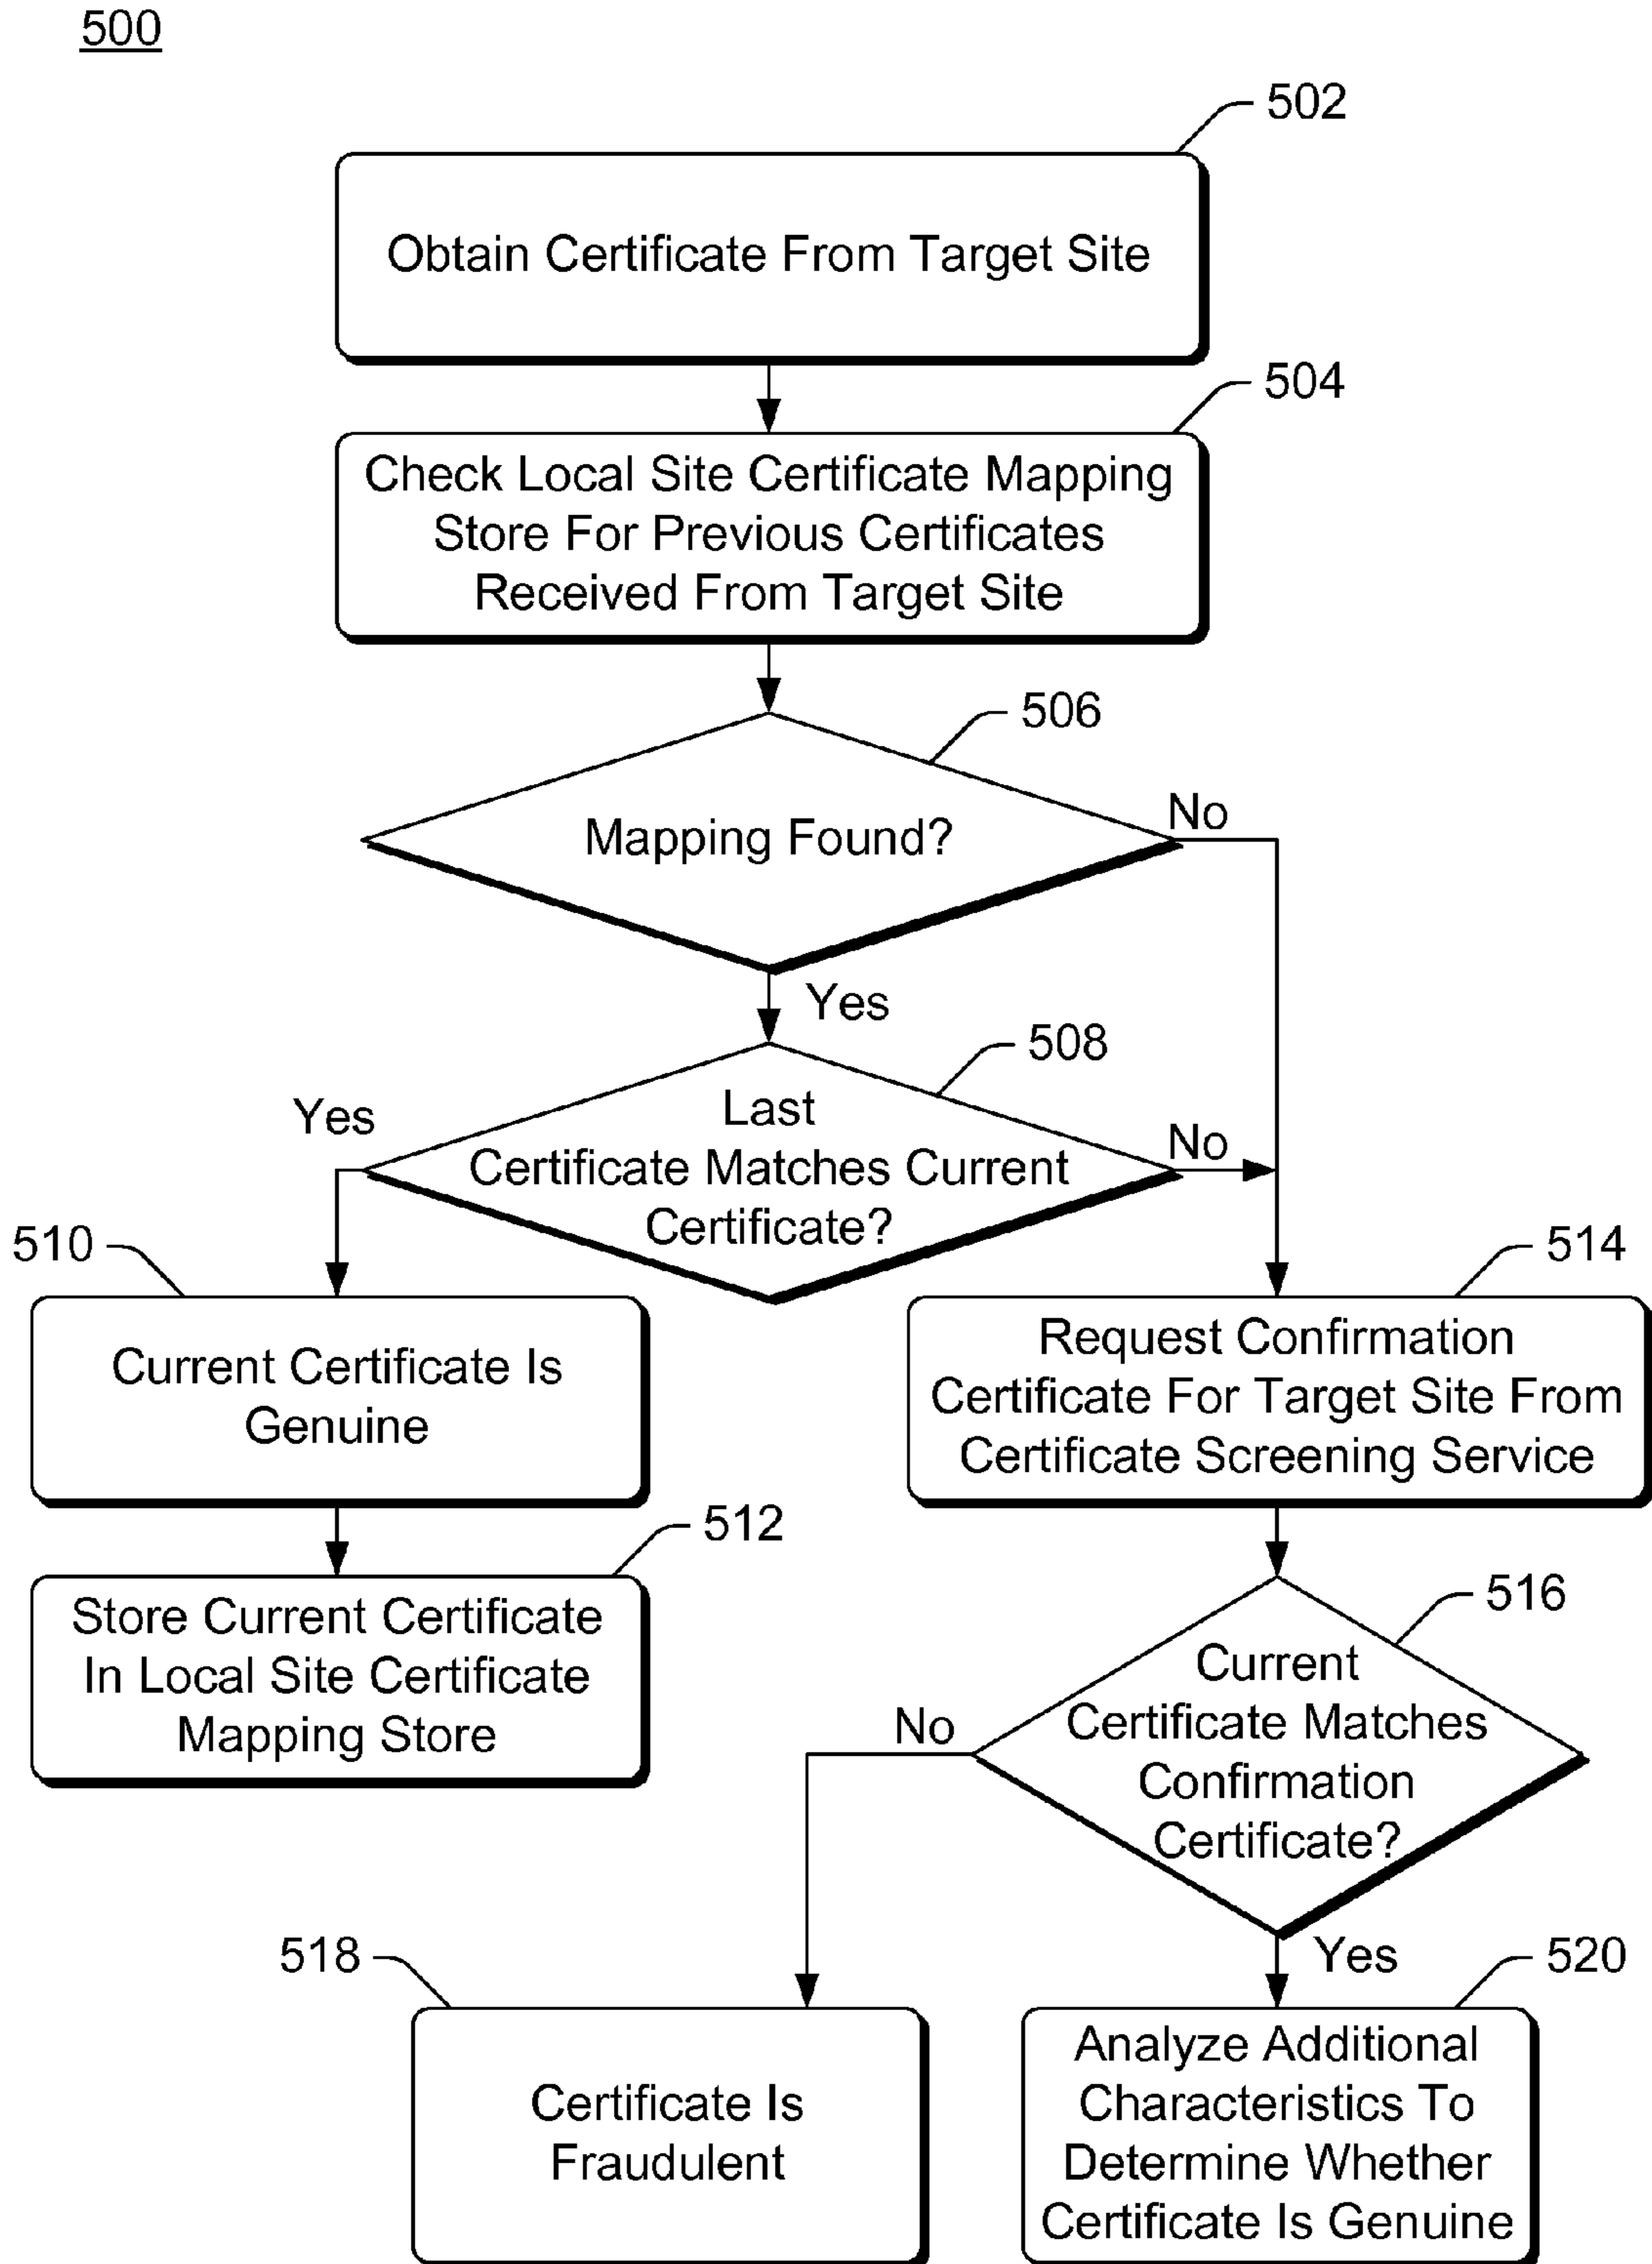 500
502
Obtain Certificate From Target Site
504
Check Local Site Certificate Mapping
Store For Previous Certificates
Received From Target Site
506
Mapping Found?
No
Yes
508
Last
Certificate Matches Current
Certificate?
Yes
No
510
Current Certificate Is
Genuine
512
Store Current Certificate
In Local Site Certificate
Mapping Store
514
Request Confirmation
Certificate For Target Site From
Certificate Screening Service
516
Current
Certificate Matches
Confirmation
Certificate?
No
Yes
518
Certificate Is
Fraudulent
520
Analyze Additional
Characteristics To
Determine Whether
Certificate Is Genuine